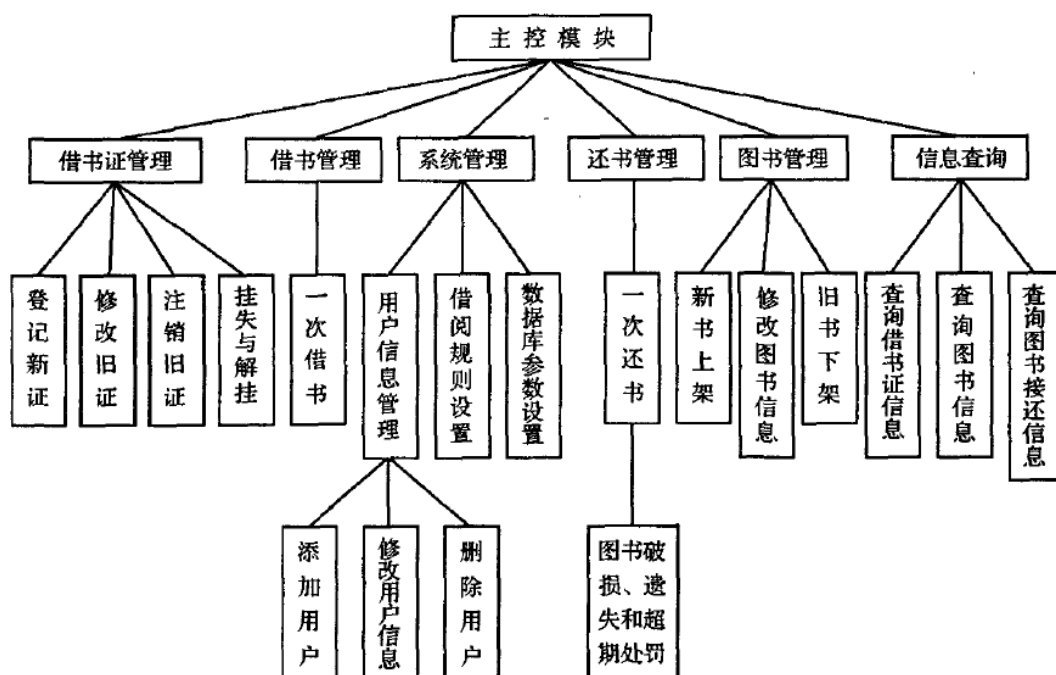 主控模块
借书证管理
借书管理
系统管理
还书管理
图书管理
信息查询
登记新证
修改旧证
注销旧证
挂失与解挂
一次借书
用户信息管理
借阅规则设置
数据库参数设置
一次还书
新书上架
修改图书信息
旧书下架
查询借书证信息
查询图书信息
查询图书接还信息
添加用户
修改用户信息
删除用户
图书破
损、遗
失和超
期处罚